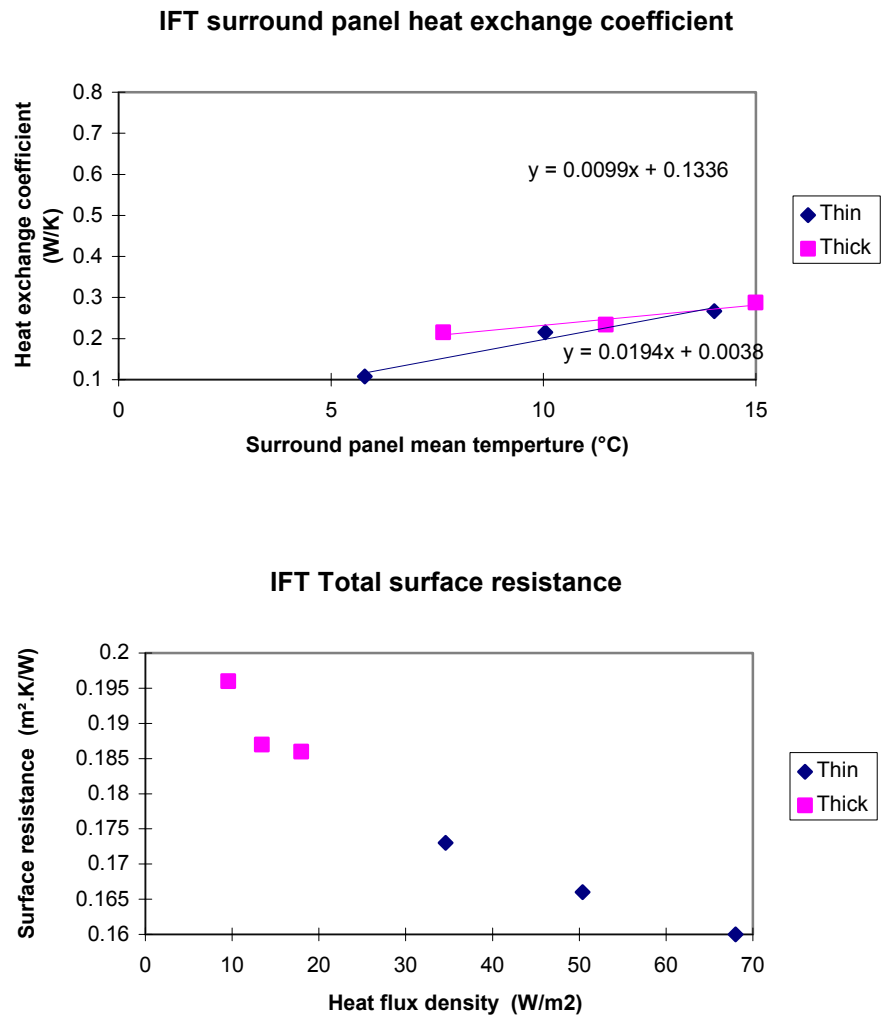 IFT surround panel heat exchange coefficient
Heat exchange coefficient
(W/K)
0.8
0.7
0.6
0.5
0.4
0.3
0.2
0.1
y = 0.0099x + 0.1336
y = 0.0194x + 0.0038
Thin
Thick
0 5 10 15
Surround panel mean temperture (°C)
IFT Total surface resistance
Surface resistance (m².K/W)
0.2
0.195
0.19
0.185
0.18
0.175
0.17
0.165
0.16
Thin
Thick
0 10 20 30 40 50 60 70
Heat flux density (W/m2)